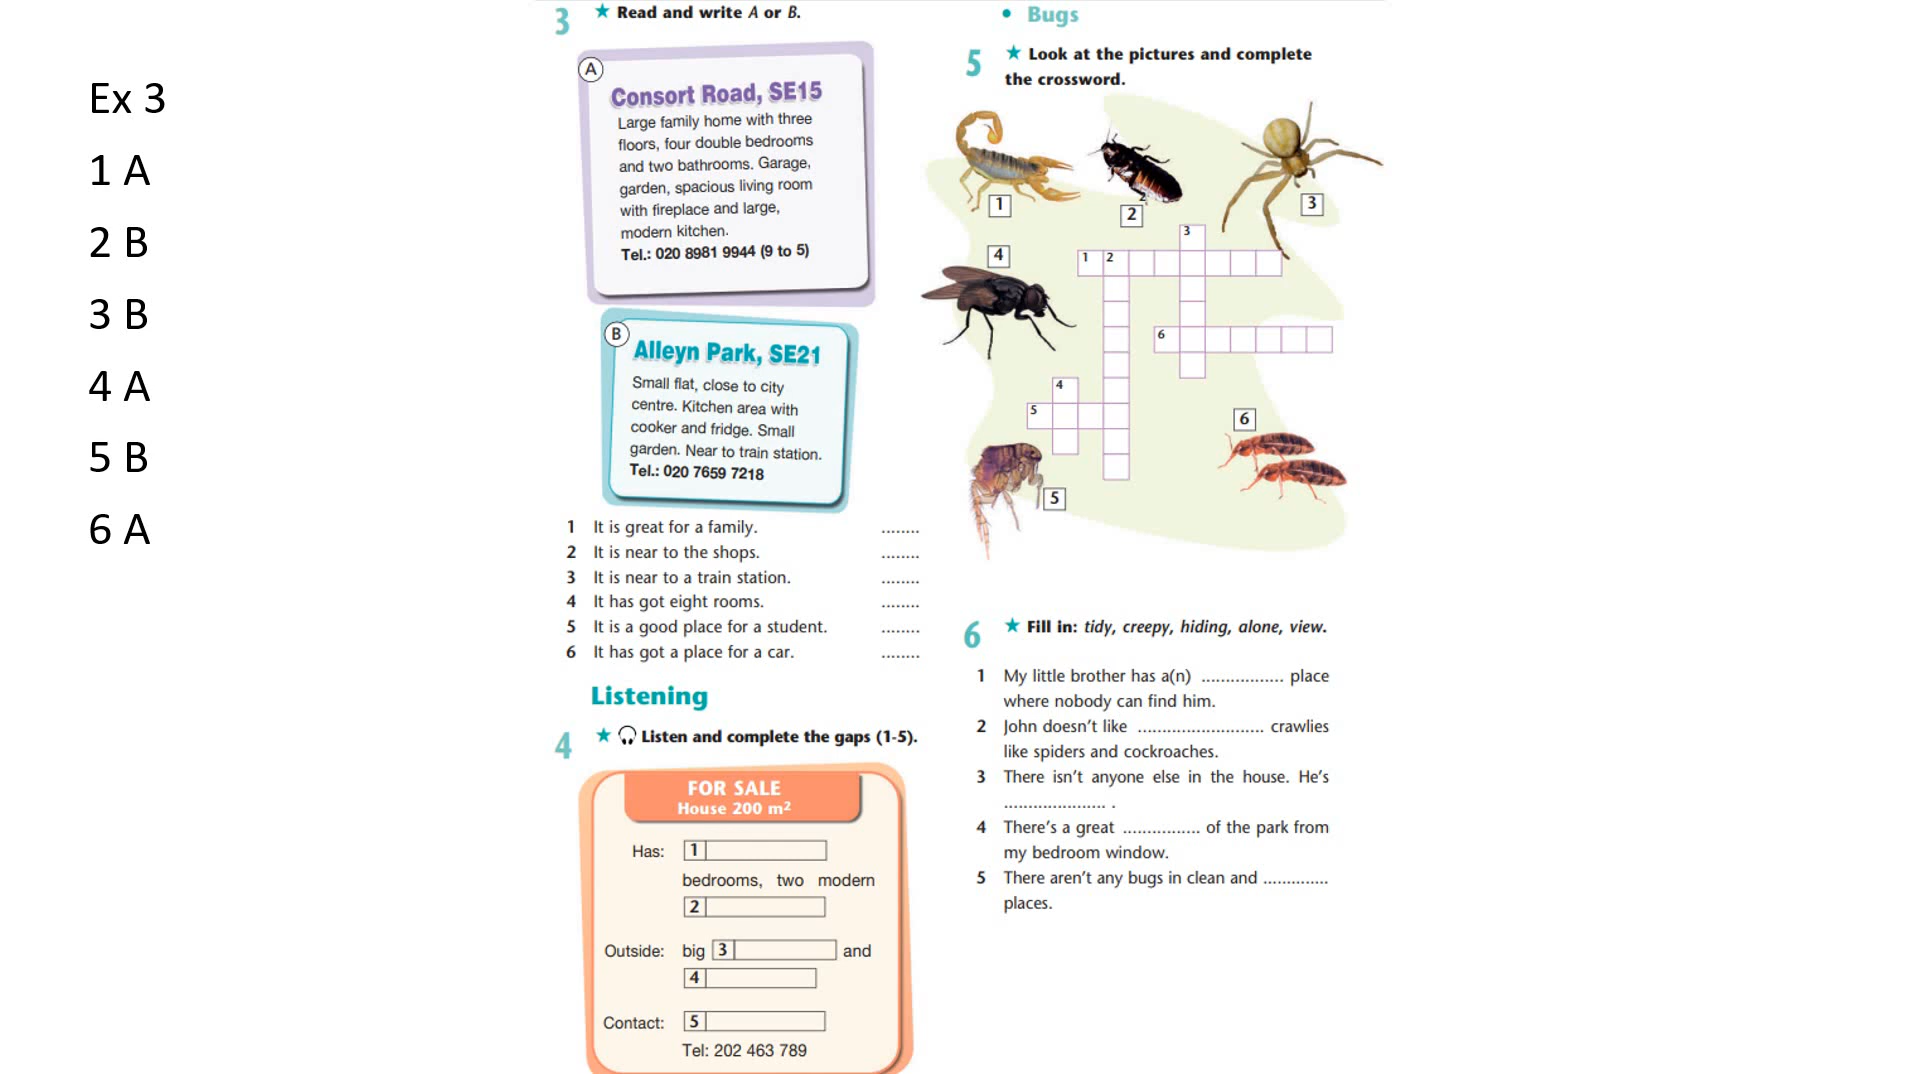 Ex 3
1 A
2 B
3 B
4 A
5 B
6 A
3 ★ Read and write A or B.
A
Consort Road, SE15
Large family home with three
floors, four double bedrooms
and two bathrooms. Garage,
garden, spacious living room
with fireplace and large,
modern kitchen.
Tel.: 020 8981 9944 (9 to 5)
B
Alleyn Park, SE21
Small flat, close to city
centre. Kitchen area with
cooker and fridge. Small
garden. Near to train station.
Tel.: 020 7659 7218
1 It is great for a family. ........
2 It is near to the shops. ........
3 It is near to a train station. ........
4 It has got eight rooms. ........
5 It is a good place for a student. ........
6 It has got a place for a car. ........
Listening
4 ★ Listen and complete the gaps (1-5).
FOR SALE
House 200 m²
Has: 1
bedrooms, two modern
2
Outside: big 3 and
4
Contact: 5
Tel: 202 463 789
• Bugs
5 ★ Look at the pictures and complete
the crossword.
1
2
2
3
4
3
1 2
6
4
5
6
5
6 ★ Fill in: tidy, creepy, hiding, alone, view.
1 My little brother has a(n) ................. place
where nobody can find him.
2 John doesn't like .......................... crawlies
like spiders and cockroaches.
3 There isn't anyone else in the house. He's
..................... .
4 There's a great ................ of the park from
my bedroom window.
5 There aren't any bugs in clean and ..............
places.